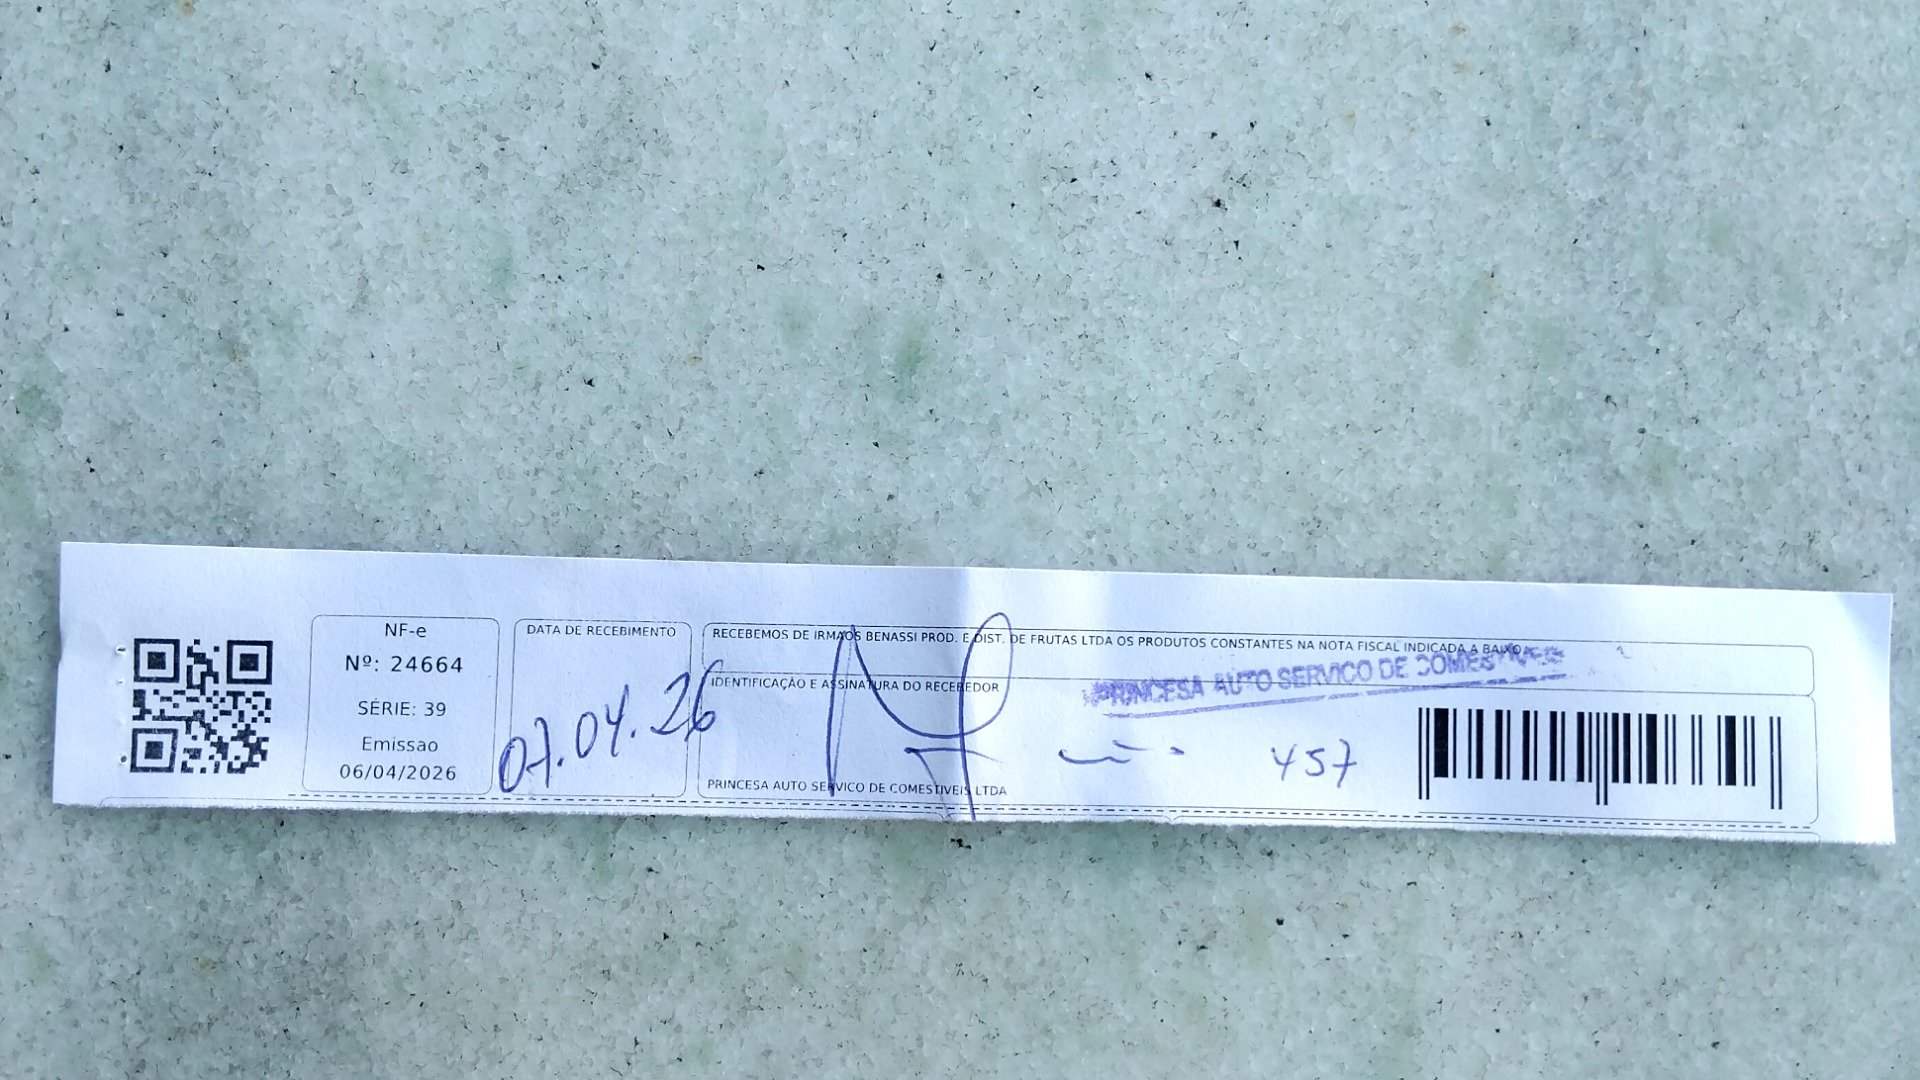 NF-e
Nº: 24664
SÉRIE: 39
Emissao
06/04/2026
DATA DE RECEBIMENTO
07.04.26
RECEBEMOS DE IRMAOS BENASSI PROD. E DIST. DE FRUTAS LTDA OS PRODUTOS CONSTANTES NA NOTA FISCAL INDICADA A BAIXO
IDENTIFICAÇÃO E ASSINATURA DO RECEBEDOR
PRINCESA AUTO SERVICO DE COMESTIVEIS
457
PRINCESA AUTO SERVICO DE COMESTIVEIS LTDA